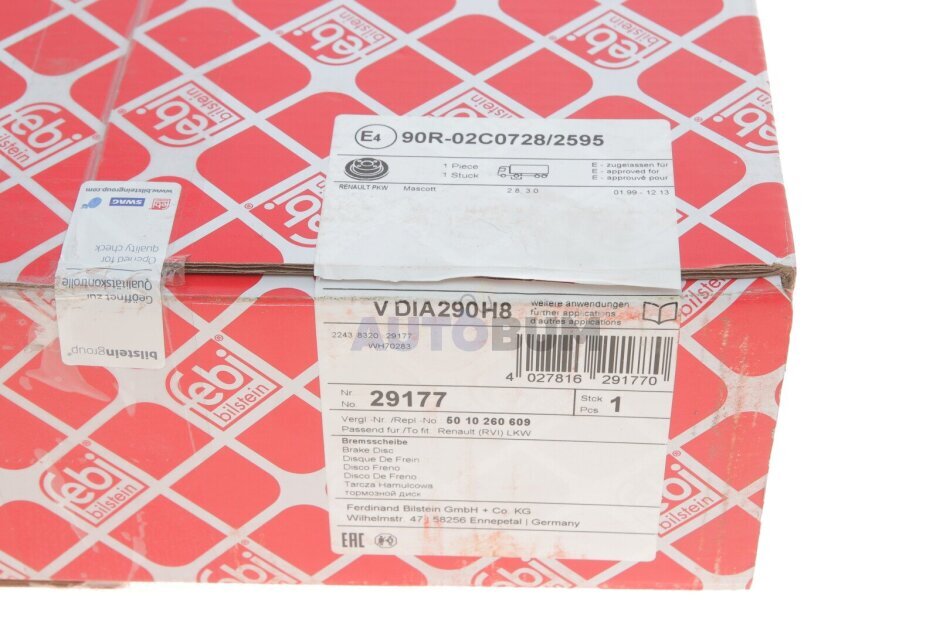 febi
bilstein
E4 90R-02C0728/2595
RENAULT PKW
1 Piece
1 Stück
E - zugelassen für
E - approved for
E - approuvé pour
Mascott
2.8 3.0
01.99 - 12.13
www.bilsteingroup.com
SWAG febi
Opened for
quality check
Geöffnet zur
Qualitätskontrolle
bilsteingroup®
V DIA290H8
weitere anwendungen
further applications
d'autres applications
AUTOBUM
2243 8320 29177
WH70283
4 027816 291770
Nr.
No. 29177
Stck
Pcs 1
Vergl.-Nr. /Repl.-No. 50 10 260 609
Passend für /To fit: Renault (RVI) LKW
Bremsscheibe
Brake Disc
Disque De Frein
Disco Freno
Disco De Freno
Tarcza Hamulcowa
тормозной диск
Ferdinand Bilstein GmbH + Co. KG
Wilhelmstr. 47 | 58256 Ennepetal | Germany
EAC